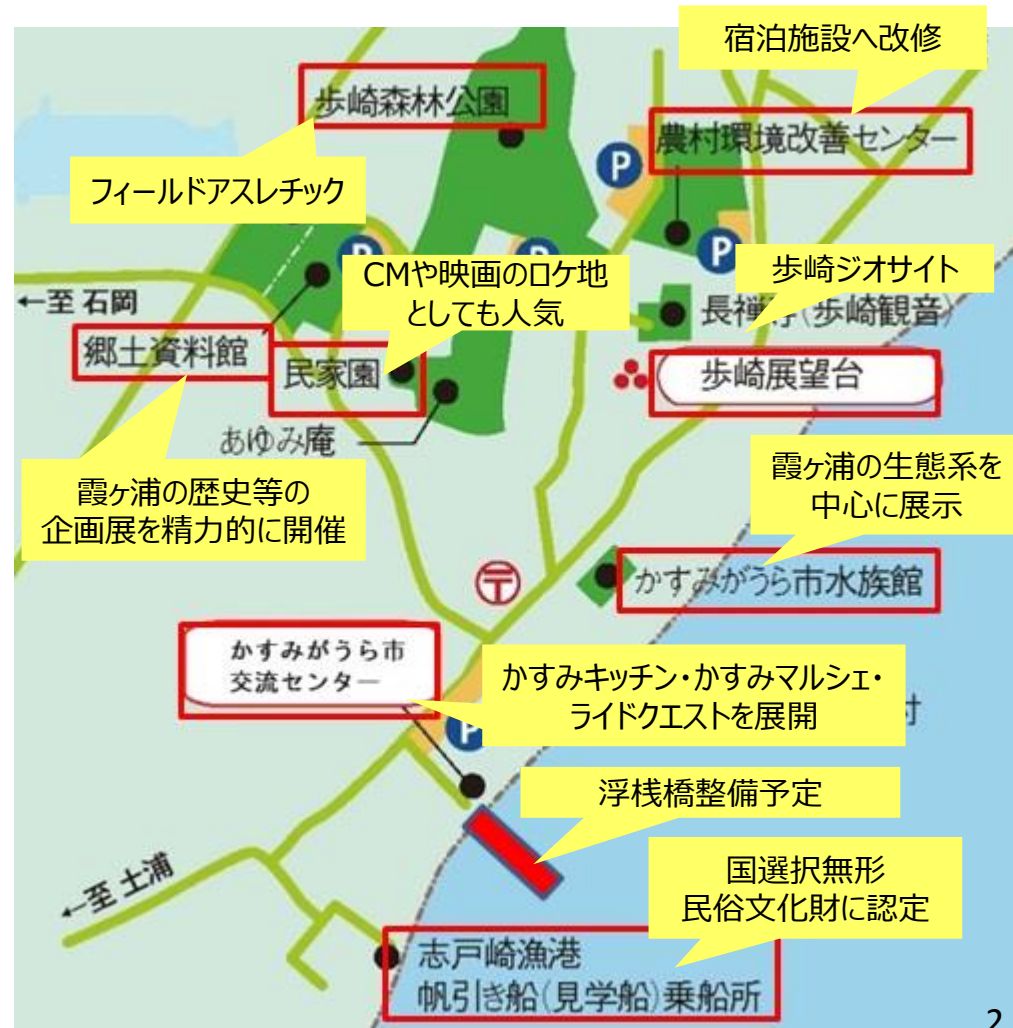 宿泊施設へ改修
歩崎森林公園
農村環境改善センター
P
フィールドアスレチック
P
P
P
CMや映画のロケ地
としても人気
歩崎ジオサイト
←至 石岡
長禅寺(歩崎観音)
郷土資料館
民家園
歩崎展望台
あゆみ庵
霞ヶ浦の歴史等の
企画展を精力的に開催
霞ヶ浦の生態系を
中心に展示
〒
かすみがうら市水族館
かすみがうら市
交流センター
かすみキッチン・かすみマルシェ・
ライドクエストを展開
村
P
浮桟橋整備予定
←至 土浦
国選択無形
民俗文化財に認定
志戸崎漁港
帆引き船(見学船)乗船所
2